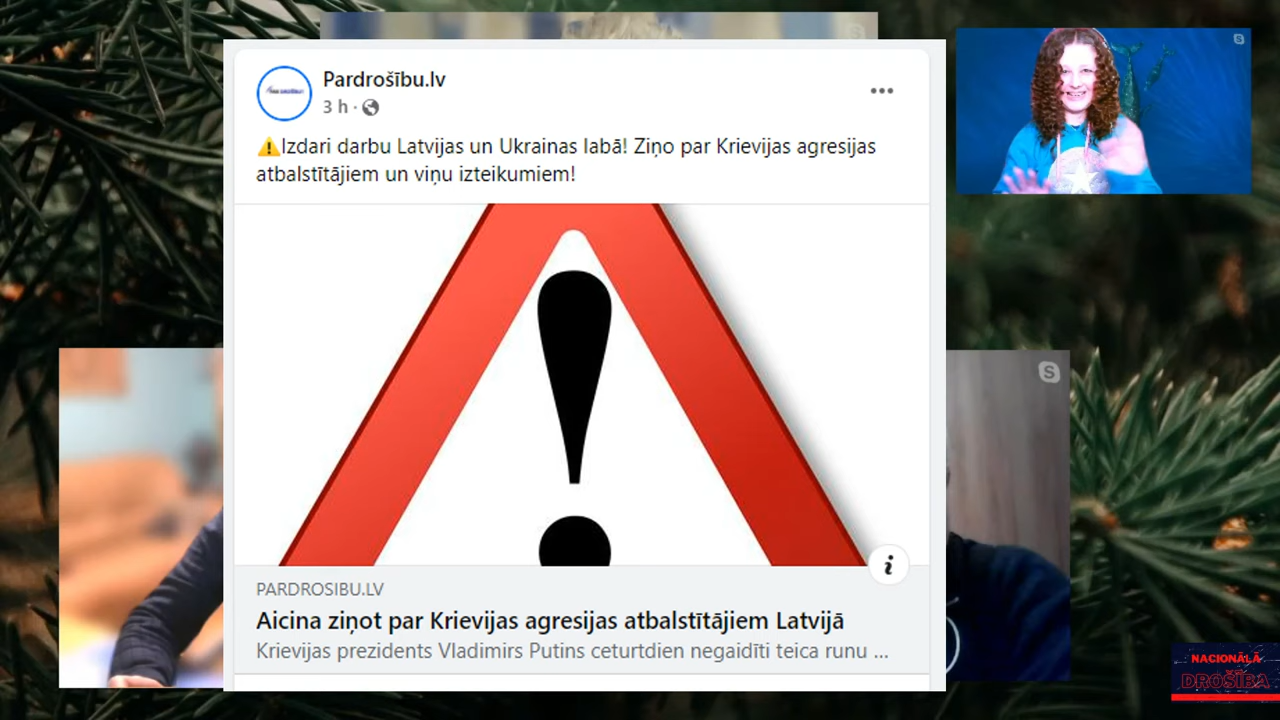 Pardrošību.lv
3 h ·
⚠️Izdari darbu Latvijas un Ukrainas labā! Ziņo par Krievijas agresijas
atbalstītājiem un viņu izteikumiem!
i
PARDROSIBU.LV
Aicina ziņot par Krievijas agresijas atbalstītājiem Latvijā
Krievijas prezidents Vladimirs Putins ceturtdien negaidīti teica runu ...
NACIONĀLĀ
DROŠĪBA